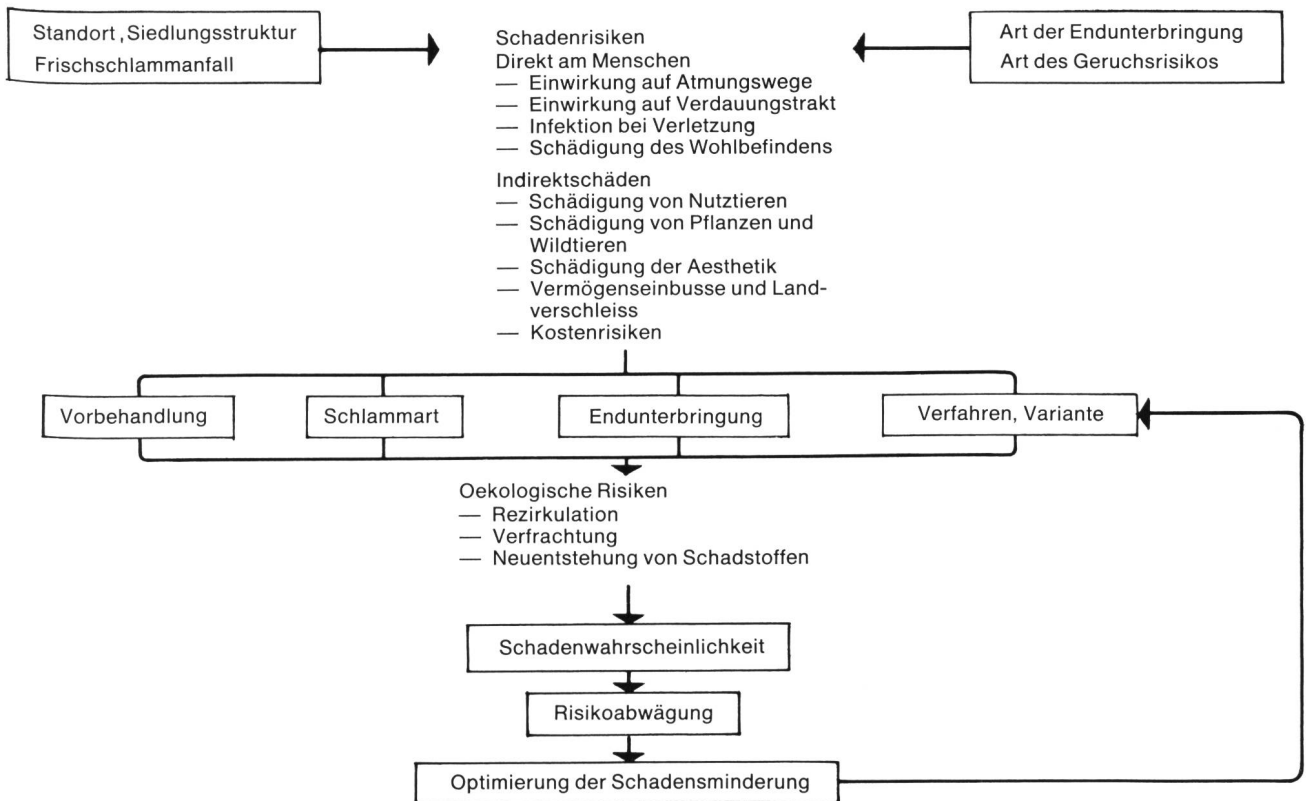 Standort, Siedlungsstruktur
Frischschlammanfall
Schadenrisiken
Direkt am Menschen
— Einwirkung auf Atmungswege
— Einwirkung auf Verdauungstrakt
— Infektion bei Verletzung
— Schädigung des Wohlbefindens
Indirektschäden
— Schädigung von Nutztieren
— Schädigung von Pflanzen und
Wildtieren
— Schädigung der Aesthetik
— Vermögenseinbusse und Land-
verschleiss
— Kostenrisiken
Art der Endunterbringung
Art des Geruchsrisikos
Vorbehandlung
Schlammart
Endunterbringung
Verfahren, Variante
Oekologische Risiken
— Rezirkulation
— Verfrachtung
— Neuentstehung von Schadstoffen
Schadenwahrscheinlichkeit
Risikoabwägung
Optimierung der Schadensminderung